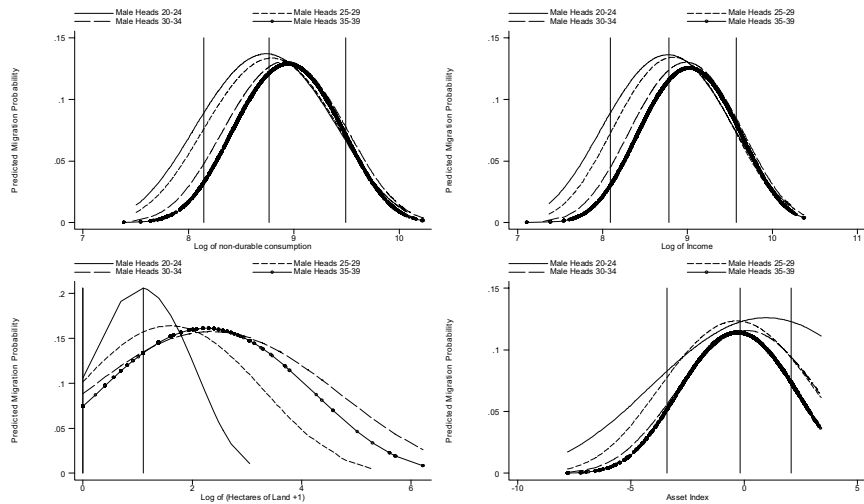 Male Heads 20-24 Male Heads 25-29
Male Heads 30-34 Male Heads 35-39
Predicted Migration Probability
.15
.1
.05
0
7 8 9 10
Log of non-durable consumption
Male Heads 20-24 Male Heads 25-29
Male Heads 30-34 Male Heads 35-39
Predicted Migration Probability
.15
.1
.05
0
7 8 9 10 11
Log of Income
Male Heads 20-24 Male Heads 25-29
Male Heads 30-34 Male Heads 35-39
Predicted Migration Probability
.2
.15
.1
.05
0
0 2 4 6
Log of (Hectares of Land +1)
Male Heads 20-24 Male Heads 25-29
Male Heads 30-34 Male Heads 35-39
Predicted Migration Probability
.15
.1
.05
0
-10 -5 0 5
Asset Index